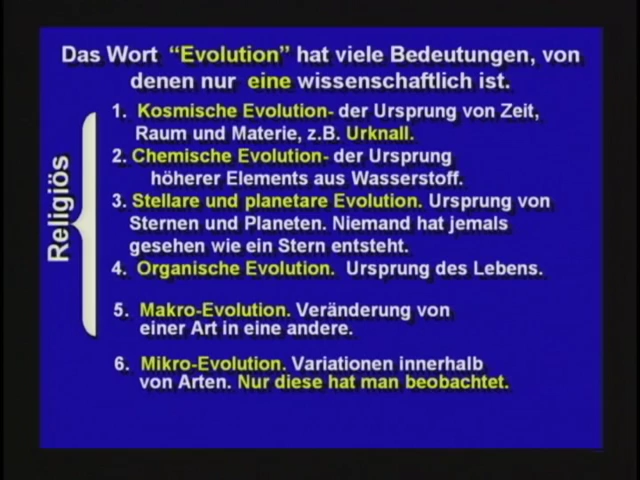 Das Wort “Evolution” hat viele Bedeutungen, von
denen nur eine wissenschaftlich ist.
Religiös
1. Kosmische Evolution- der Ursprung von Zeit,
Raum und Materie, z.B. Urknall.
2. Chemische Evolution- der Ursprung
höherer Elements aus Wasserstoff.
3. Stellare und planetare Evolution. Ursprung von
Sternen und Planeten. Niemand hat jemals
gesehen wie ein Stern entsteht.
4. Organische Evolution. Ursprung des Lebens.
5. Makro-Evolution. Veränderung von
einer Art in eine andere.
6. Mikro-Evolution. Variationen innerhalb
von Arten. Nur diese hat man beobachtet.